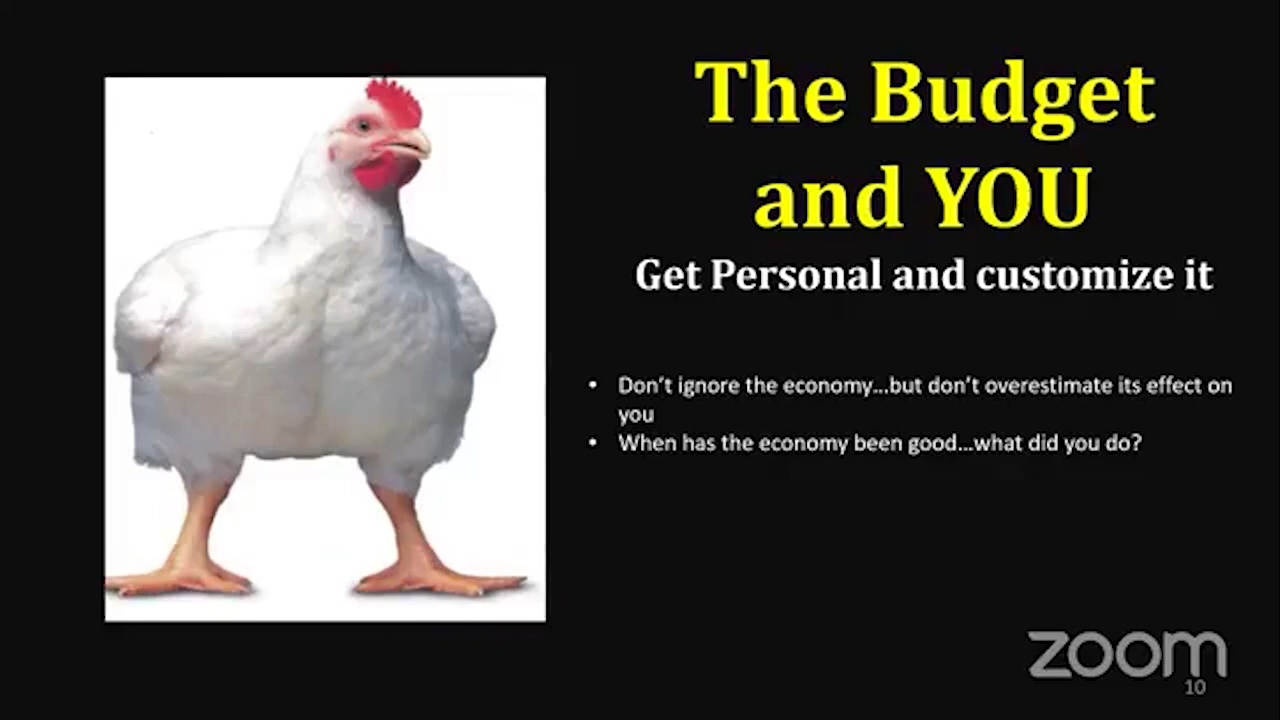 The Budget
and YOU
Get Personal and customize it
• Don't ignore the economy...but don't overestimate its effect on
you
• When has the economy been good...what did you do?
zoom
10